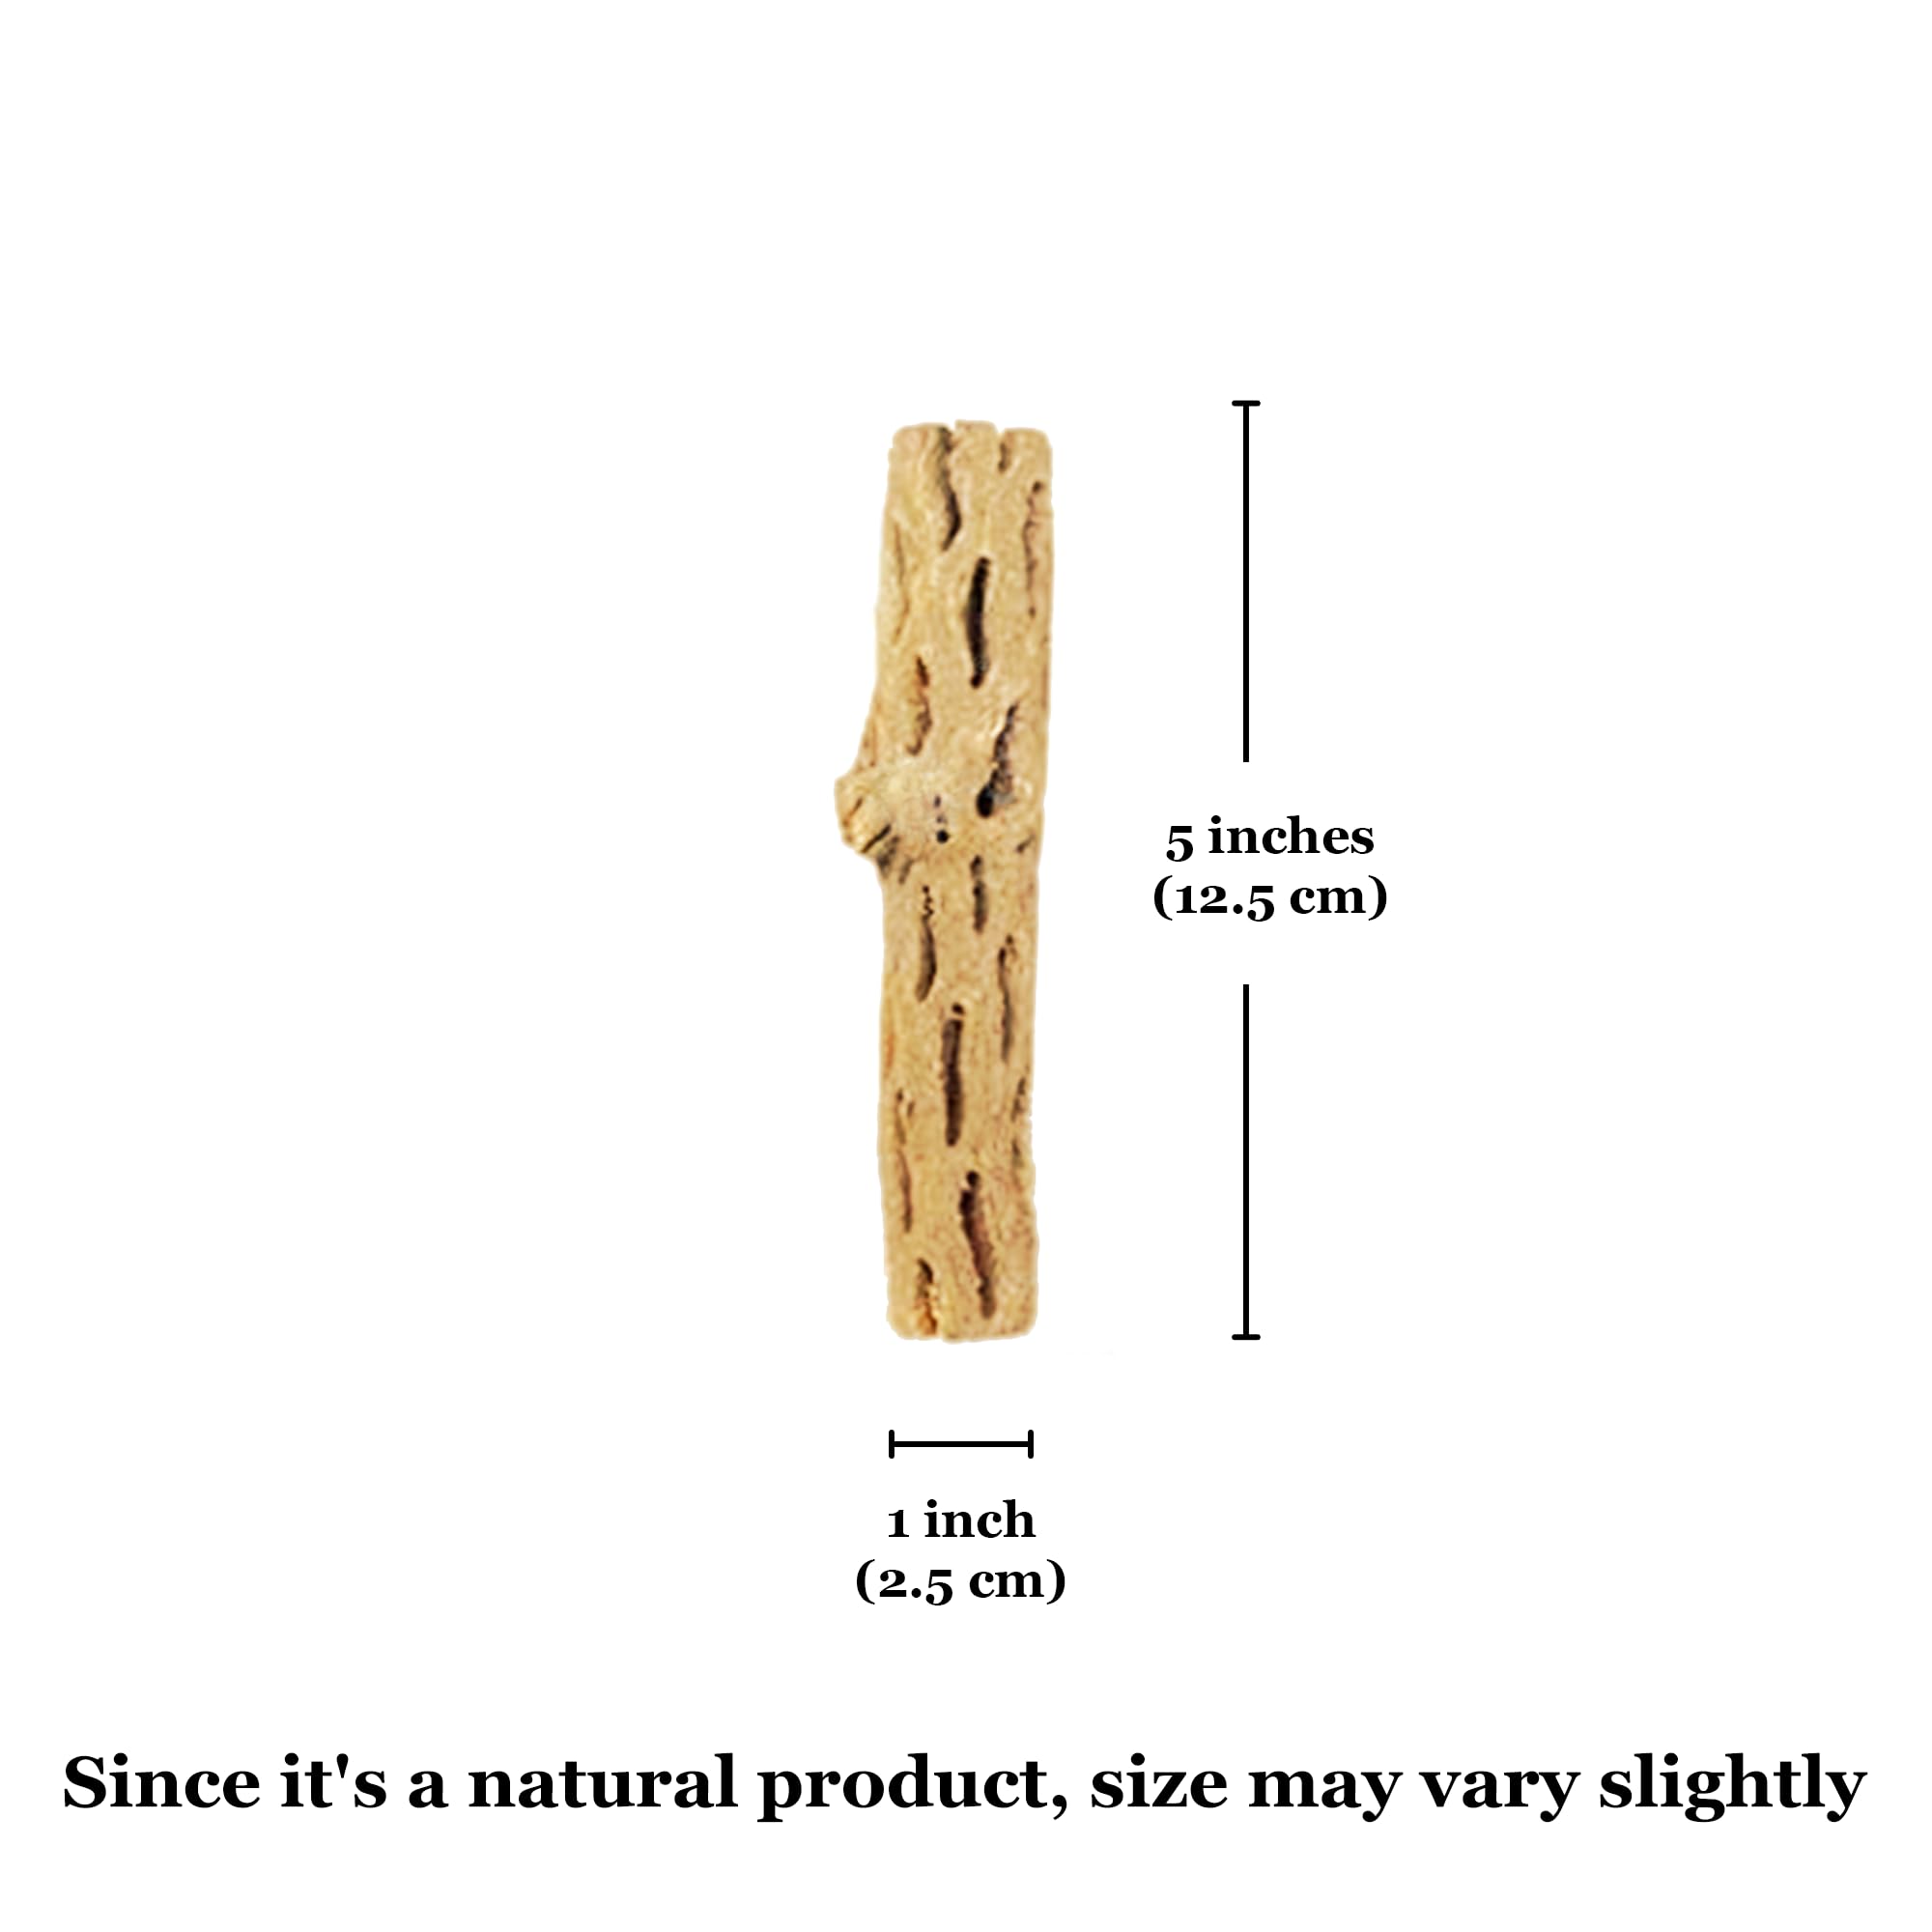 5 inches
(12.5 cm)
1 inch
(2.5 cm)
Since it's a natural product, size may vary slightly